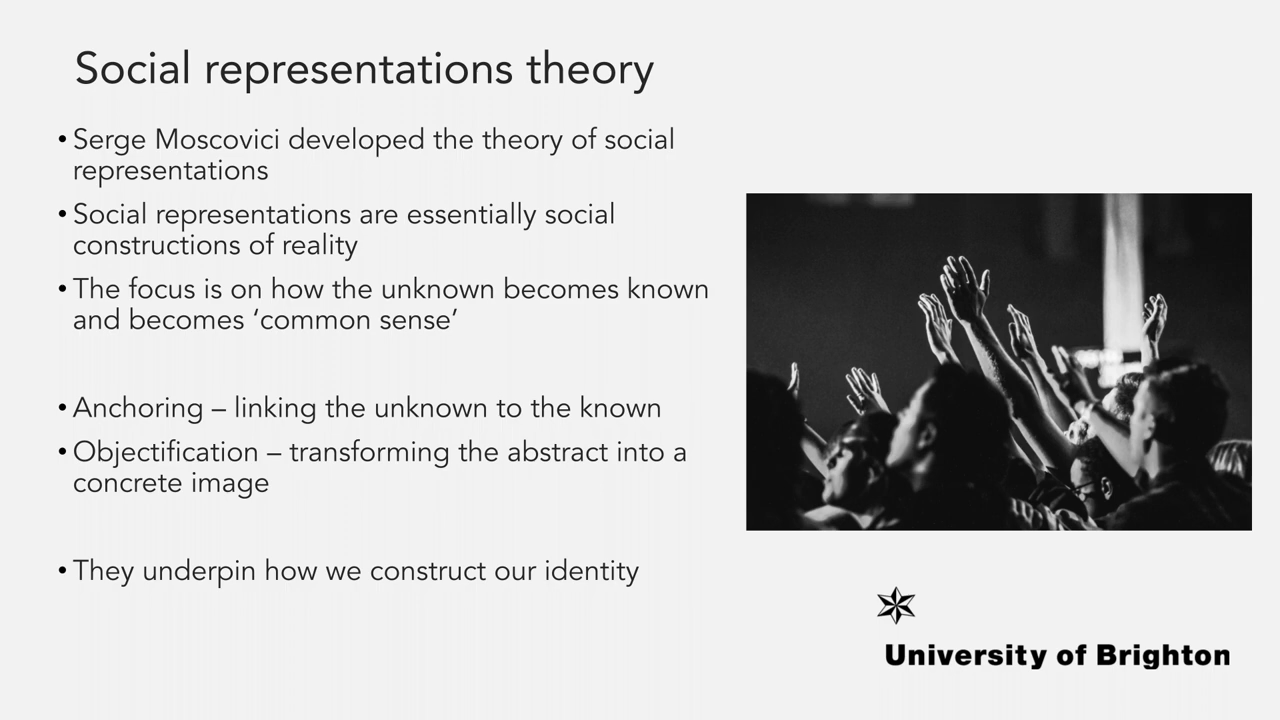 Social representations theory
• Serge Moscovici developed the theory of social
representations
• Social representations are essentially social
constructions of reality
• The focus is on how the unknown becomes known
and becomes ‘common sense’
• Anchoring – linking the unknown to the known
• Objectification – transforming the abstract into a
concrete image
• They underpin how we construct our identity
University of Brighton